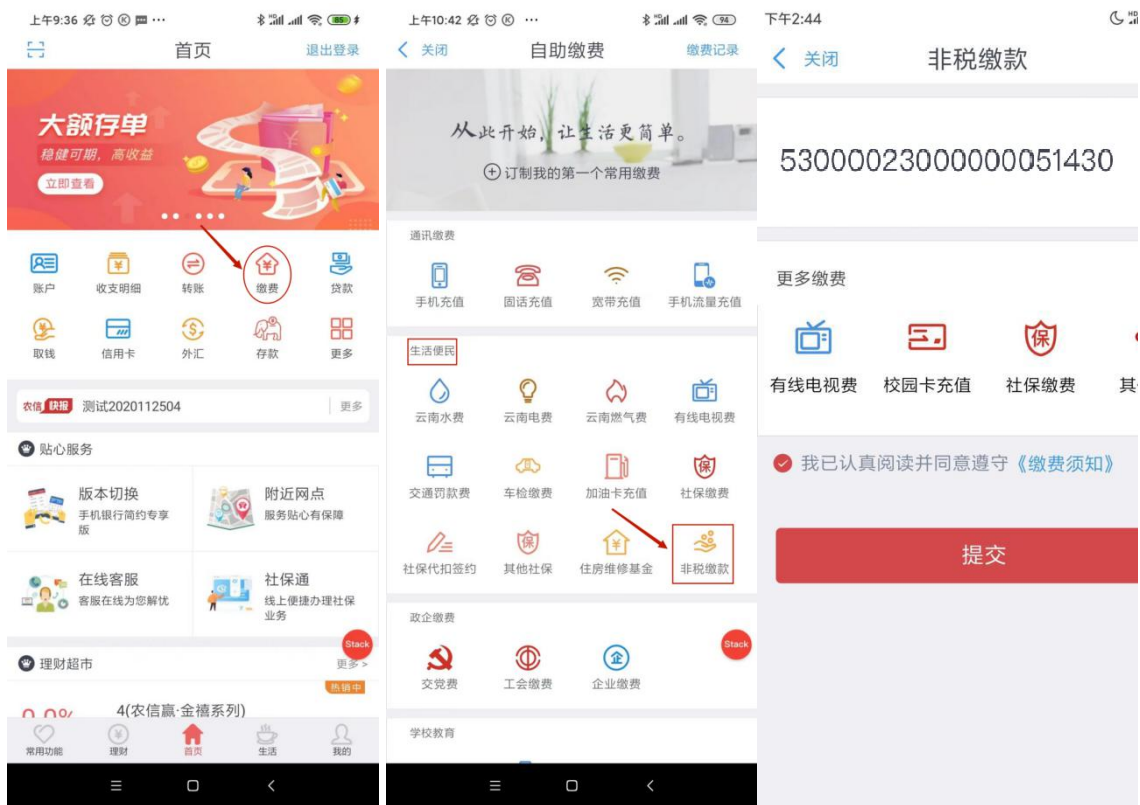 上午9:36
84
首页
退出登录
大额存单
稳健可期，高收益
立即查看
账户 收支明细 转账 缴费 贷款
取钱 信用卡 外汇 存款 更多
农信 快报 测试2020112504 更多
贴心服务
版本切换
手机银行简约专享
版
附近网点
服务贴心有保障
在线客服
客服在线为您解忧
社保通
线上便捷办理社保
业务
Stack
理财超市 更多 >
热销中
4(农信赢·金禧系列)
常用功能 理财 首页 生活 我的
上午10:42
94
关闭 自助缴费 缴费记录
从此开始，让生活更简单。
订制我的第一个常用缴费
通讯缴费
手机充值 固话充值 宽带充值 手机流量充值
生活便民
云南水费 云南电费 云南燃气费 有线电视费
交通罚款费 车检缴费 加油卡充值 社保缴费
社保代扣签约 其他社保 住房维修基金 非税缴款
政企缴费
Stack
交党费 工会缴费 企业缴费
学校教育
下午2:44
HD
关闭 非税缴款
53000023000000051430
更多缴费
有线电视费 校园卡充值 社保缴费
我已认真阅读并同意遵守《缴费须知》
提交